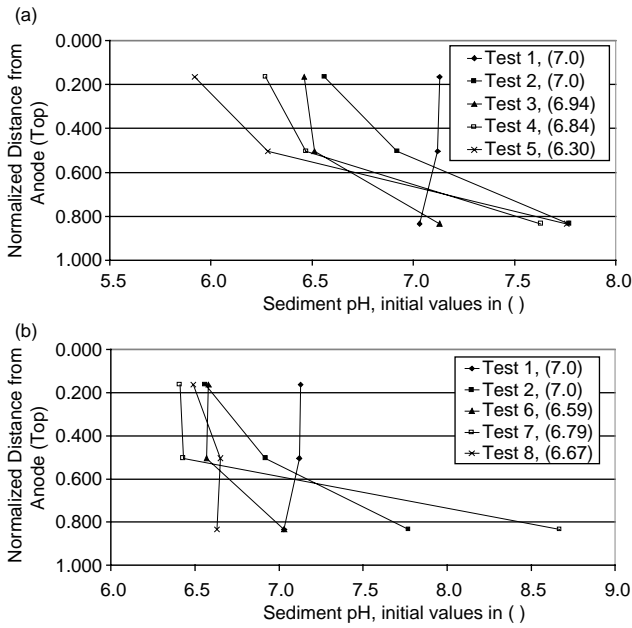 (a)
Normalized Distance from
Anode (Top)
0.000
0.200
0.400
0.600
0.800
1.000
5.5 6.0 6.5 7.0 7.5 8.0
Sediment pH, initial values in ( )
Test 1, (7.0)
Test 2, (7.0)
Test 3, (6.94)
Test 4, (6.84)
Test 5, (6.30)
(b)
Normalized Distance from
Anode (Top)
0.000
0.200
0.400
0.600
0.800
1.000
6.0 6.5 7.0 7.5 8.0 8.5 9.0
Sediment pH, initial values in ( )
Test 1, (7.0)
Test 2, (7.0)
Test 6, (6.59)
Test 7, (6.79)
Test 8, (6.67)